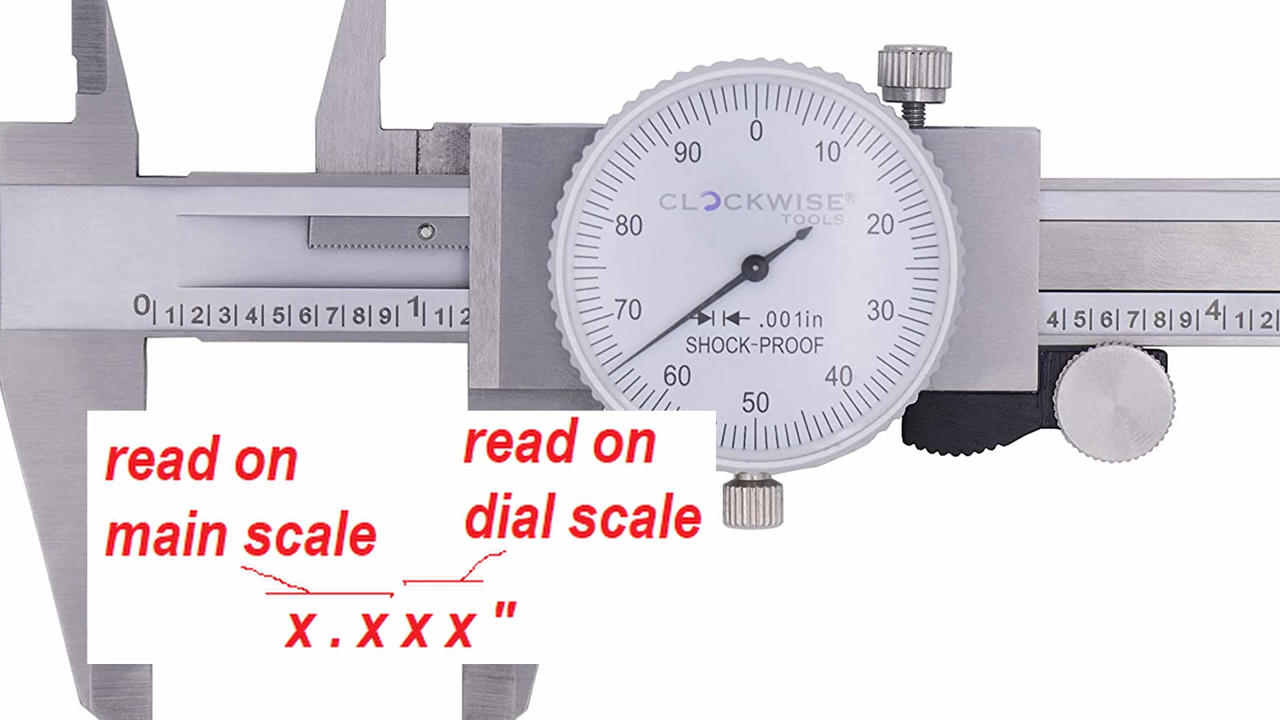 0
10
20
30
40
50
60
70
80
90
CLOCKWISE®
TOOLS
.001in
SHOCK-PROOF
0 1 2 3 4 5 6 7 8 9 1 1 2
4 5 6 7 8 9 4 1 2
read on
main scale
read on
dial scale
x.xxx"